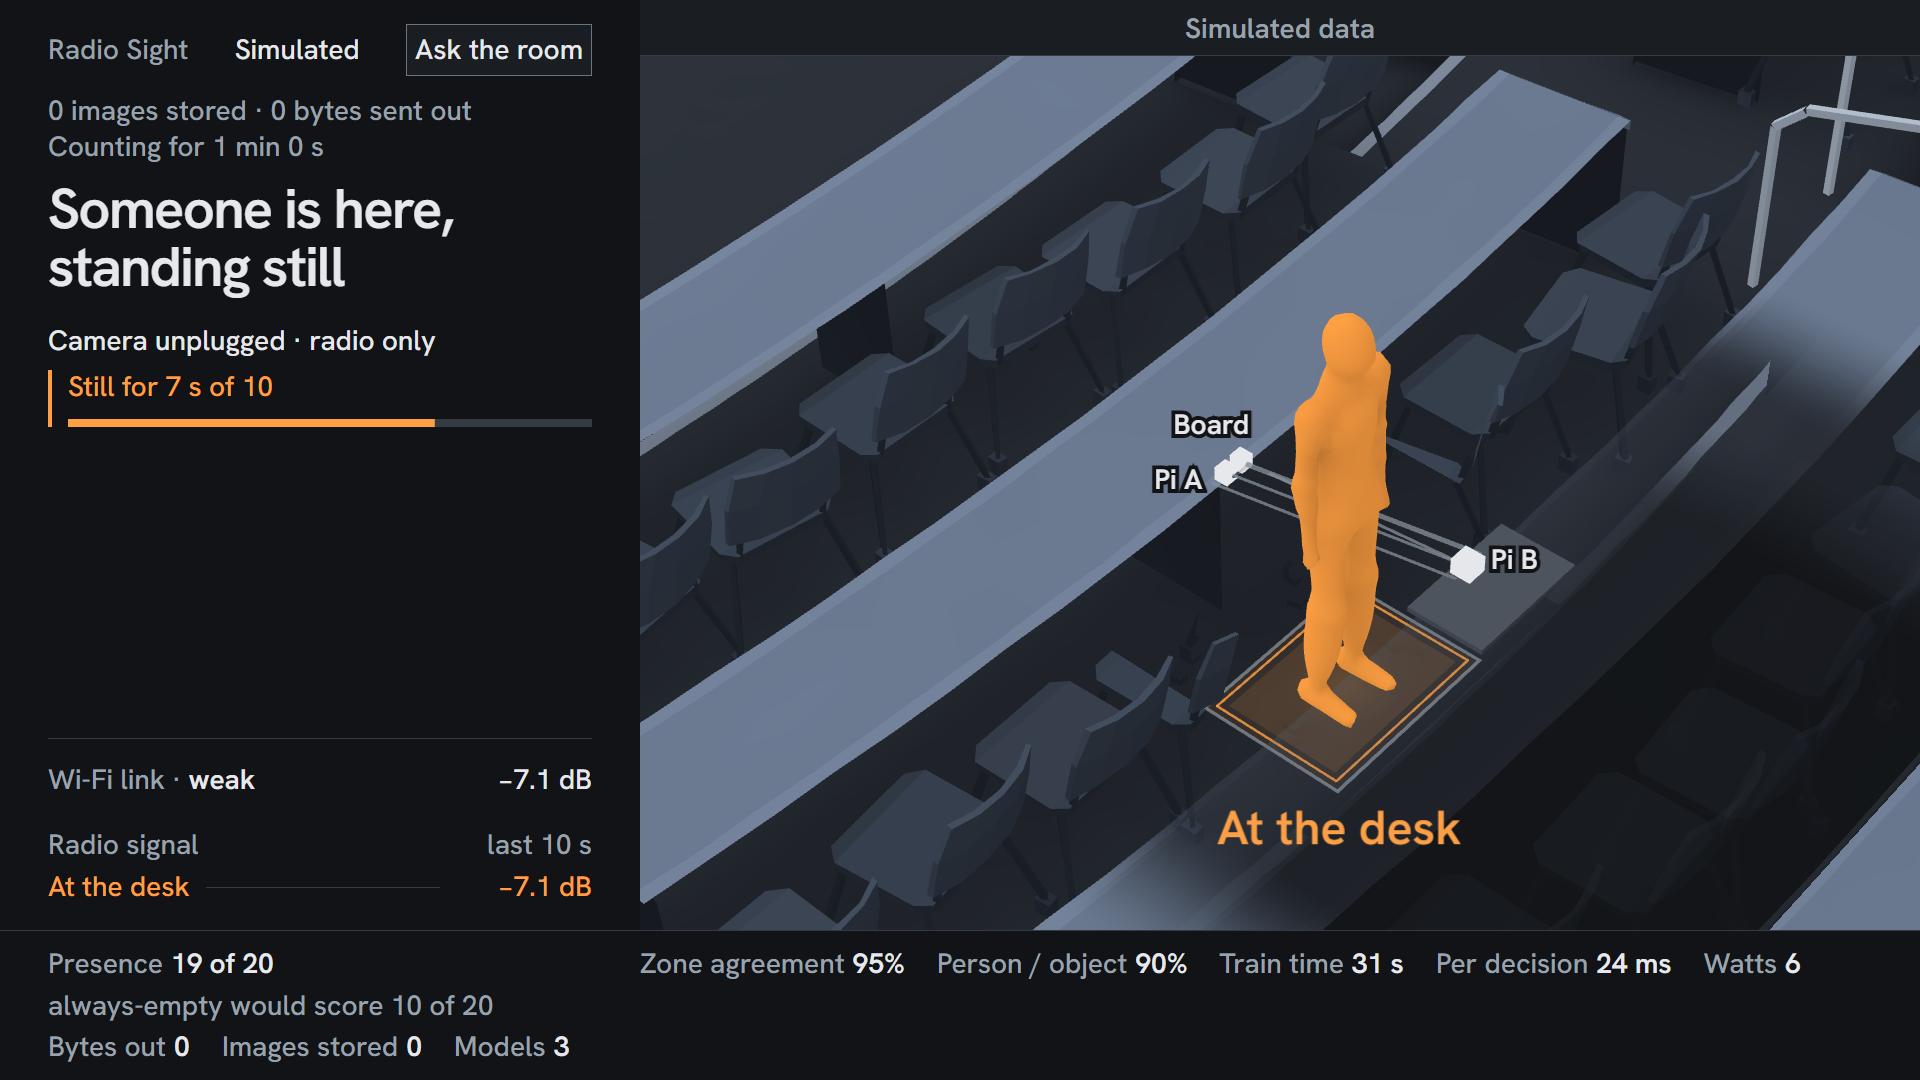 Radio Sight Simulated Ask the room
0 images stored · 0 bytes sent out
Counting for 1 min 0 s
Someone is here,
standing still
Camera unplugged · radio only
Still for 7 s of 10
Wi-Fi link · weak −7.1 dB
Radio signal last 10 s
At the desk −7.1 dB
Simulated data
Board
Pi A
Pi B
At the desk
Presence 19 of 20
always-empty would score 10 of 20
Bytes out 0 Images stored 0 Models 3
Zone agreement 95% Person / object 90% Train time 31 s Per decision 24 ms Watts 6